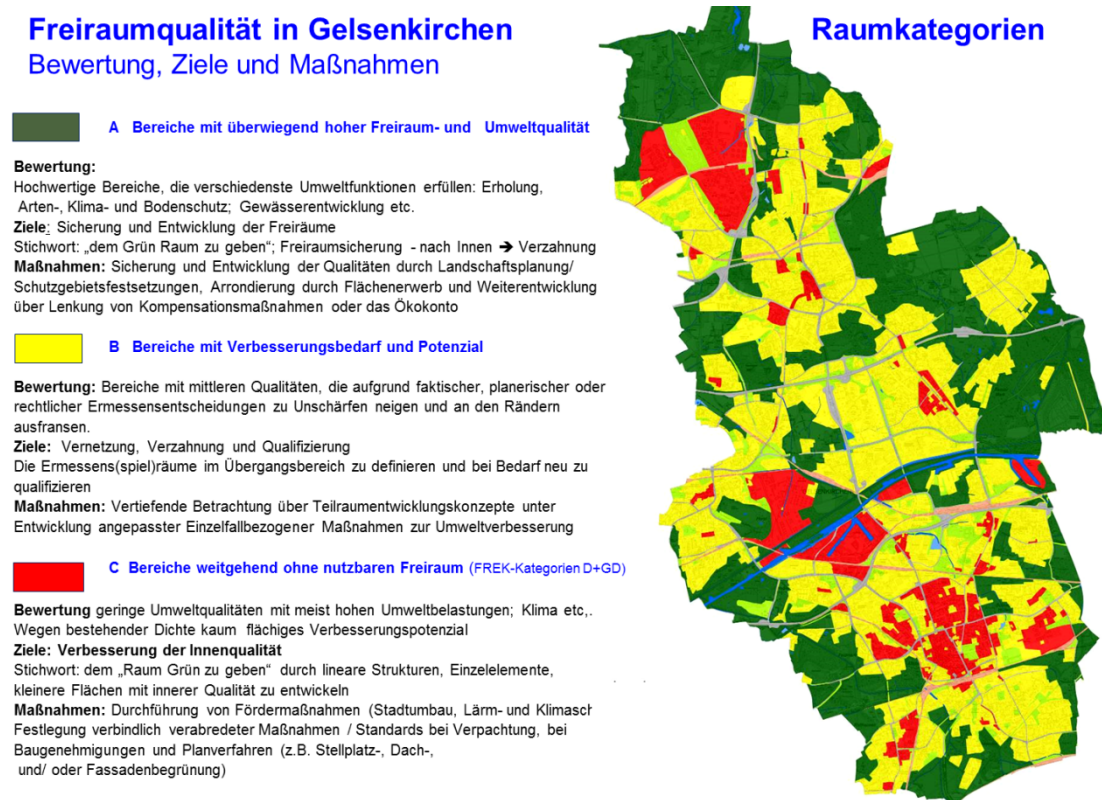 Freiraumqualität in Gelsenkirchen
Bewertung, Ziele und Maßnahmen
Raumkategorien
A Bereiche mit überwiegend hoher Freiraum- und Umweltqualität
Bewertung:
Hochwertige Bereiche, die verschiedenste Umweltfunktionen erfüllen: Erholung,
Arten-, Klima- und Bodenschutz; Gewässerentwicklung etc.
Ziele: Sicherung und Entwicklung der Freiräume
Stichwort: „dem Grün Raum zu geben“; Freiraumsicherung - nach Innen ➔ Verzahnung
Maßnahmen: Sicherung und Entwicklung der Qualitäten durch Landschaftsplanung/
Schutzgebietsfestsetzungen, Arrondierung durch Flächenerwerb und Weiterentwicklung
über Lenkung von Kompensationsmaßnahmen oder das Ökokonto
B Bereiche mit Verbesserungsbedarf und Potenzial
Bewertung: Bereiche mit mittleren Qualitäten, die aufgrund faktischer, planerischer oder
rechtlicher Ermessensentscheidungen zu Unschärfen neigen und an den Rändern
ausfransen.
Ziele: Vernetzung, Verzahnung und Qualifizierung
Die Ermessens(spiel)räume im Übergangsbereich zu definieren und bei Bedarf neu zu
qualifizieren
Maßnahmen: Vertiefende Betrachtung über Teilraumentwicklungskonzepte unter
Entwicklung angepasster Einzelfallbezogener Maßnahmen zur Umweltverbesserung
C Bereiche weitgehend ohne nutzbaren Freiraum (FREK-Kategorien D+GD)
Bewertung geringe Umweltqualitäten mit meist hohen Umweltbelastungen; Klima etc,.
Wegen bestehender Dichte kaum flächiges Verbesserungspotenzial
Ziele: Verbesserung der Innenqualität
Stichwort: dem „Raum Grün zu geben“ durch lineare Strukturen, Einzelelemente,
kleinere Flächen mit innerer Qualität zu entwickeln
Maßnahmen: Durchführung von Fördermaßnahmen (Stadtumbau, Lärm- und Klimasch
Festlegung verbindlich verabredeter Maßnahmen / Standards bei Verpachtung, bei
Baugenehmigungen und Planverfahren (z.B. Stellplatz-, Dach-,
und/ oder Fassadenbegrünung)